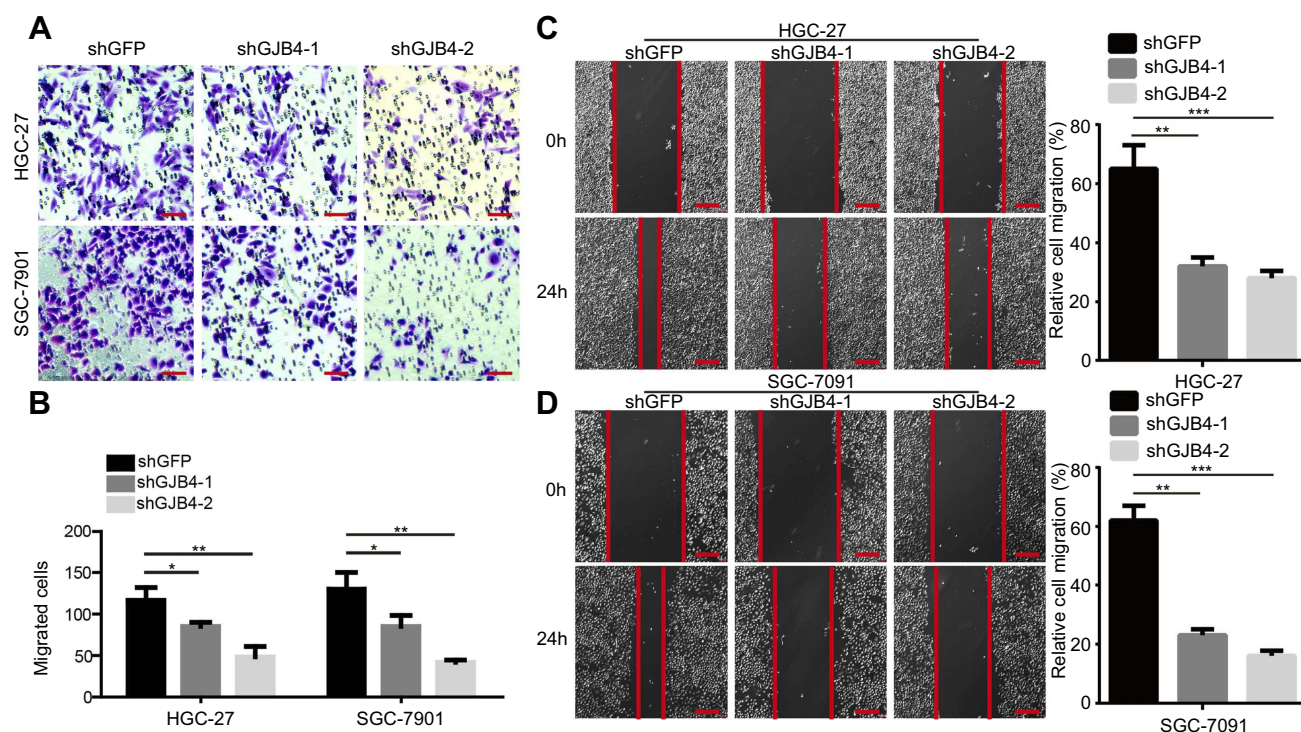 A
shGFP shGJB4-1 shGJB4-2
HGC-27
SGC-7901
B
shGFP
shGJB4-1
shGJB4-2
Migrated cells
200
150
100
50
0
** **
* *
HGC-27 SGC-7901
C
HGC-27
shGFP shGJB4-1 shGJB4-2
0h
24h
shGFP
shGJB4-1
shGJB4-2
Relative cell migration (%)
80
60
40
20
0
***
**
HGC-27
D
SGC-7091
shGFP shGJB4-1 shGJB4-2
0h
24h
shGFP
shGJB4-1
shGJB4-2
Relative cell migration (%)
80
60
40
20
0
***
**
SGC-7091